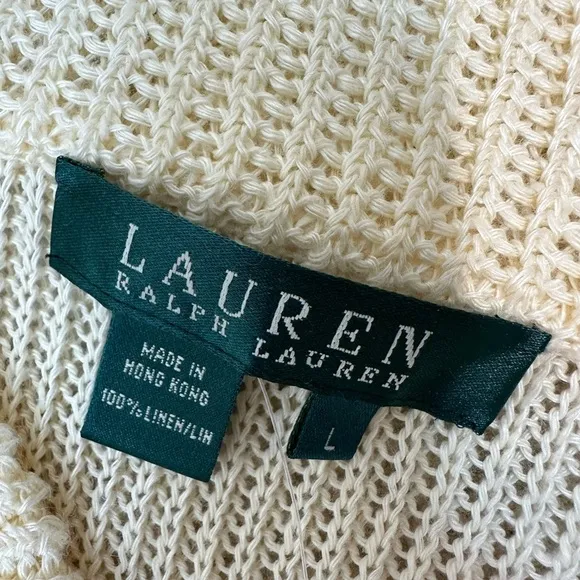 LAUREN
RALPH LAUREN
MADE IN
HONG KONG
100% LINEN/LIN
L